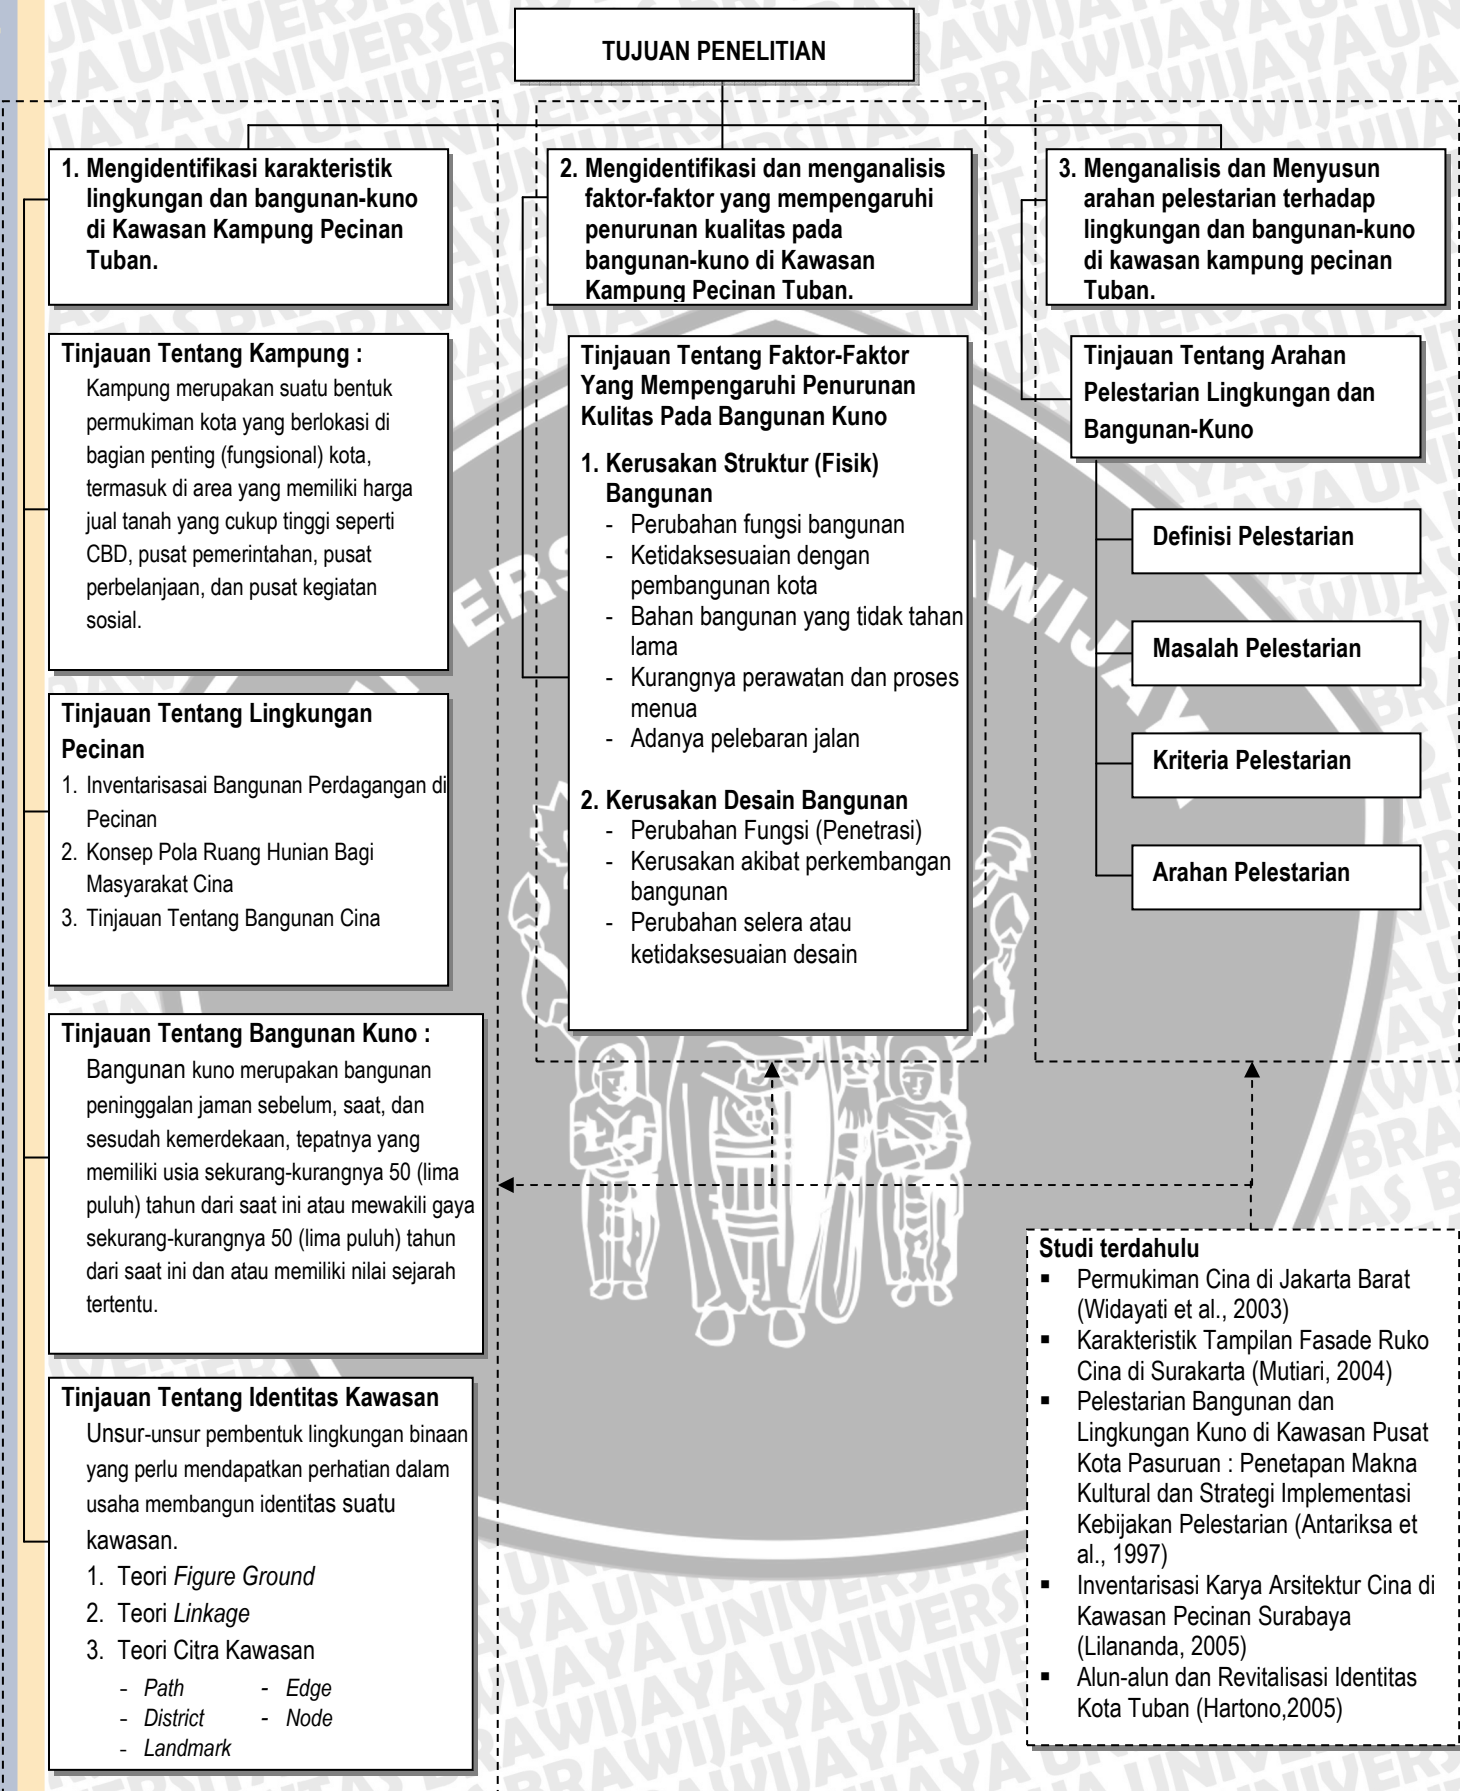 TUJUAN PENELITIAN
1. Mengidentifikasi karakteristik
lingkungan dan bangunan-kuno
di Kawasan Kampung Pecinan
Tuban.
Tinjauan Tentang Kampung :
Kampung merupakan suatu bentuk
permukiman kota yang berlokasi di
bagian penting (fungsional) kota,
termasuk di area yang memiliki harga
jual tanah yang cukup tinggi seperti
CBD, pusat pemerintahan, pusat
perbelanjaan, dan pusat kegiatan
sosial.
Tinjauan Tentang Lingkungan
Pecinan
1. Inventarisasai Bangunan Perdagangan di
Pecinan
2. Konsep Pola Ruang Hunian Bagi
Masyarakat Cina
3. Tinjauan Tentang Bangunan Cina
Tinjauan Tentang Bangunan Kuno :
Bangunan kuno merupakan bangunan
peninggalan jaman sebelum, saat, dan
sesudah kemerdekaan, tepatnya yang
memiliki usia sekurang-kurangnya 50 (lima
puluh) tahun dari saat ini atau mewakili gaya
sekurang-kurangnya 50 (lima puluh) tahun
dari saat ini dan atau memiliki nilai sejarah
tertentu.
Tinjauan Tentang Identitas Kawasan
Unsur-unsur pembentuk lingkungan binaan
yang perlu mendapatkan perhatian dalam
usaha membangun identitas suatu
kawasan.
1. Teori Figure Ground
2. Teori Linkage
3. Teori Citra Kawasan
- Path - Edge
- District - Node
- Landmark
2. Mengidentifikasi dan menganalisis
faktor-faktor yang mempengaruhi
penurunan kualitas pada
bangunan-kuno di Kawasan
Kampung Pecinan Tuban.
Tinjauan Tentang Faktor-Faktor
Yang Mempengaruhi Penurunan
Kulitas Pada Bangunan Kuno
1. Kerusakan Struktur (Fisik)
Bangunan
- Perubahan fungsi bangunan
- Ketidaksesuaian dengan
pembangunan kota
- Bahan bangunan yang tidak tahan
lama
- Kurangnya perawatan dan proses
menua
- Adanya pelebaran jalan
2. Kerusakan Desain Bangunan
- Perubahan Fungsi (Penetrasi)
- Kerusakan akibat perkembangan
bangunan
- Perubahan selera atau
ketidaksesuaian desain
3. Menganalisis dan Menyusun
arahan pelestarian terhadap
lingkungan dan bangunan-kuno
di kawasan kampung pecinan
Tuban.
Tinjauan Tentang Arahan
Pelestarian Lingkungan dan
Bangunan-Kuno
Definisi Pelestarian
Masalah Pelestarian
Kriteria Pelestarian
Arahan Pelestarian
Studi terdahulu
▪ Permukiman Cina di Jakarta Barat
(Widayati et al., 2003)
▪ Karakteristik Tampilan Fasade Ruko
Cina di Surakarta (Mutiari, 2004)
▪ Pelestarian Bangunan dan
Lingkungan Kuno di Kawasan Pusat
Kota Pasuruan : Penetapan Makna
Kultural dan Strategi Implementasi
Kebijakan Pelestarian (Antariksa et
al., 1997)
▪ Inventarisasi Karya Arsitektur Cina di
Kawasan Pecinan Surabaya
(Lilananda, 2005)
▪ Alun-alun dan Revitalisasi Identitas
Kota Tuban (Hartono,2005)